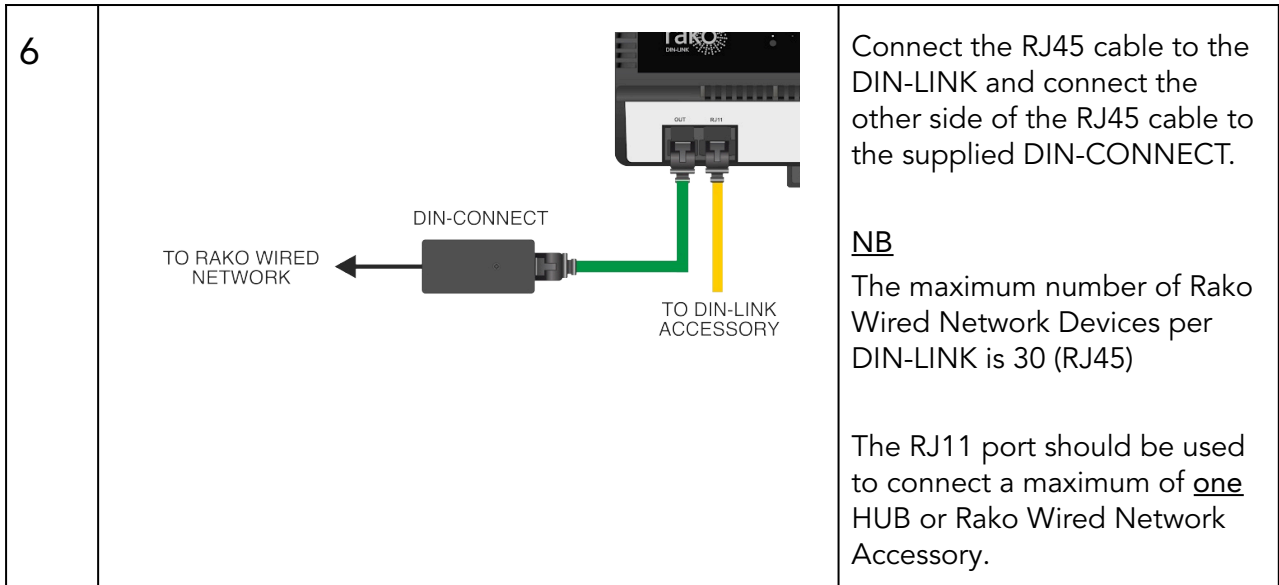 6
rako
DIN-LINK
OUT
RJ11
DIN-CONNECT
TO RAKO WIRED
NETWORK
TO DIN-LINK
ACCESSORY
Connect the RJ45 cable to the
DIN-LINK and connect the
other side of the RJ45 cable to
the supplied DIN-CONNECT.
NB
The maximum number of Rako
Wired Network Devices per
DIN-LINK is 30 (RJ45)
The RJ11 port should be used
to connect a maximum of one
HUB or Rako Wired Network
Accessory.